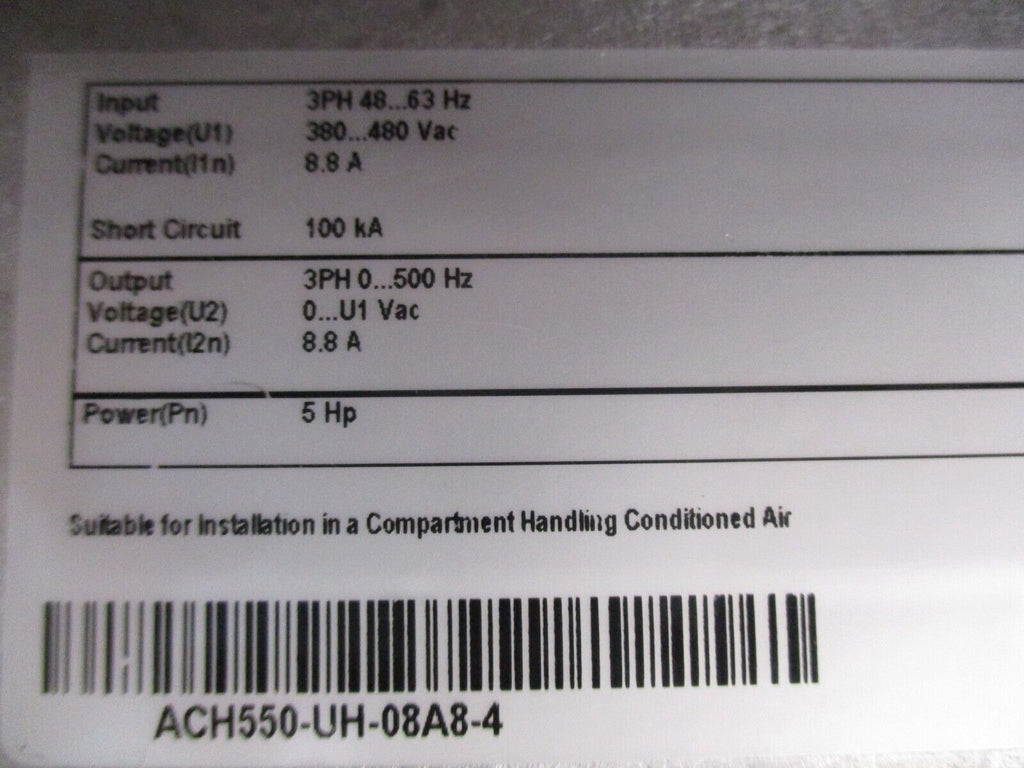 Input 3PH 48...63 Hz
Voltage(U1) 380...480 Vac
Current(I1n) 8.8 A
Short Circuit 100 kA
Output 3PH 0...500 Hz
Voltage(U2) 0...U1 Vac
Current(I2n) 8.8 A
Power(Pn) 5 Hp
Suitable for Installation in a Compartment Handling Conditioned Air
ACH550-UH-08A8-4